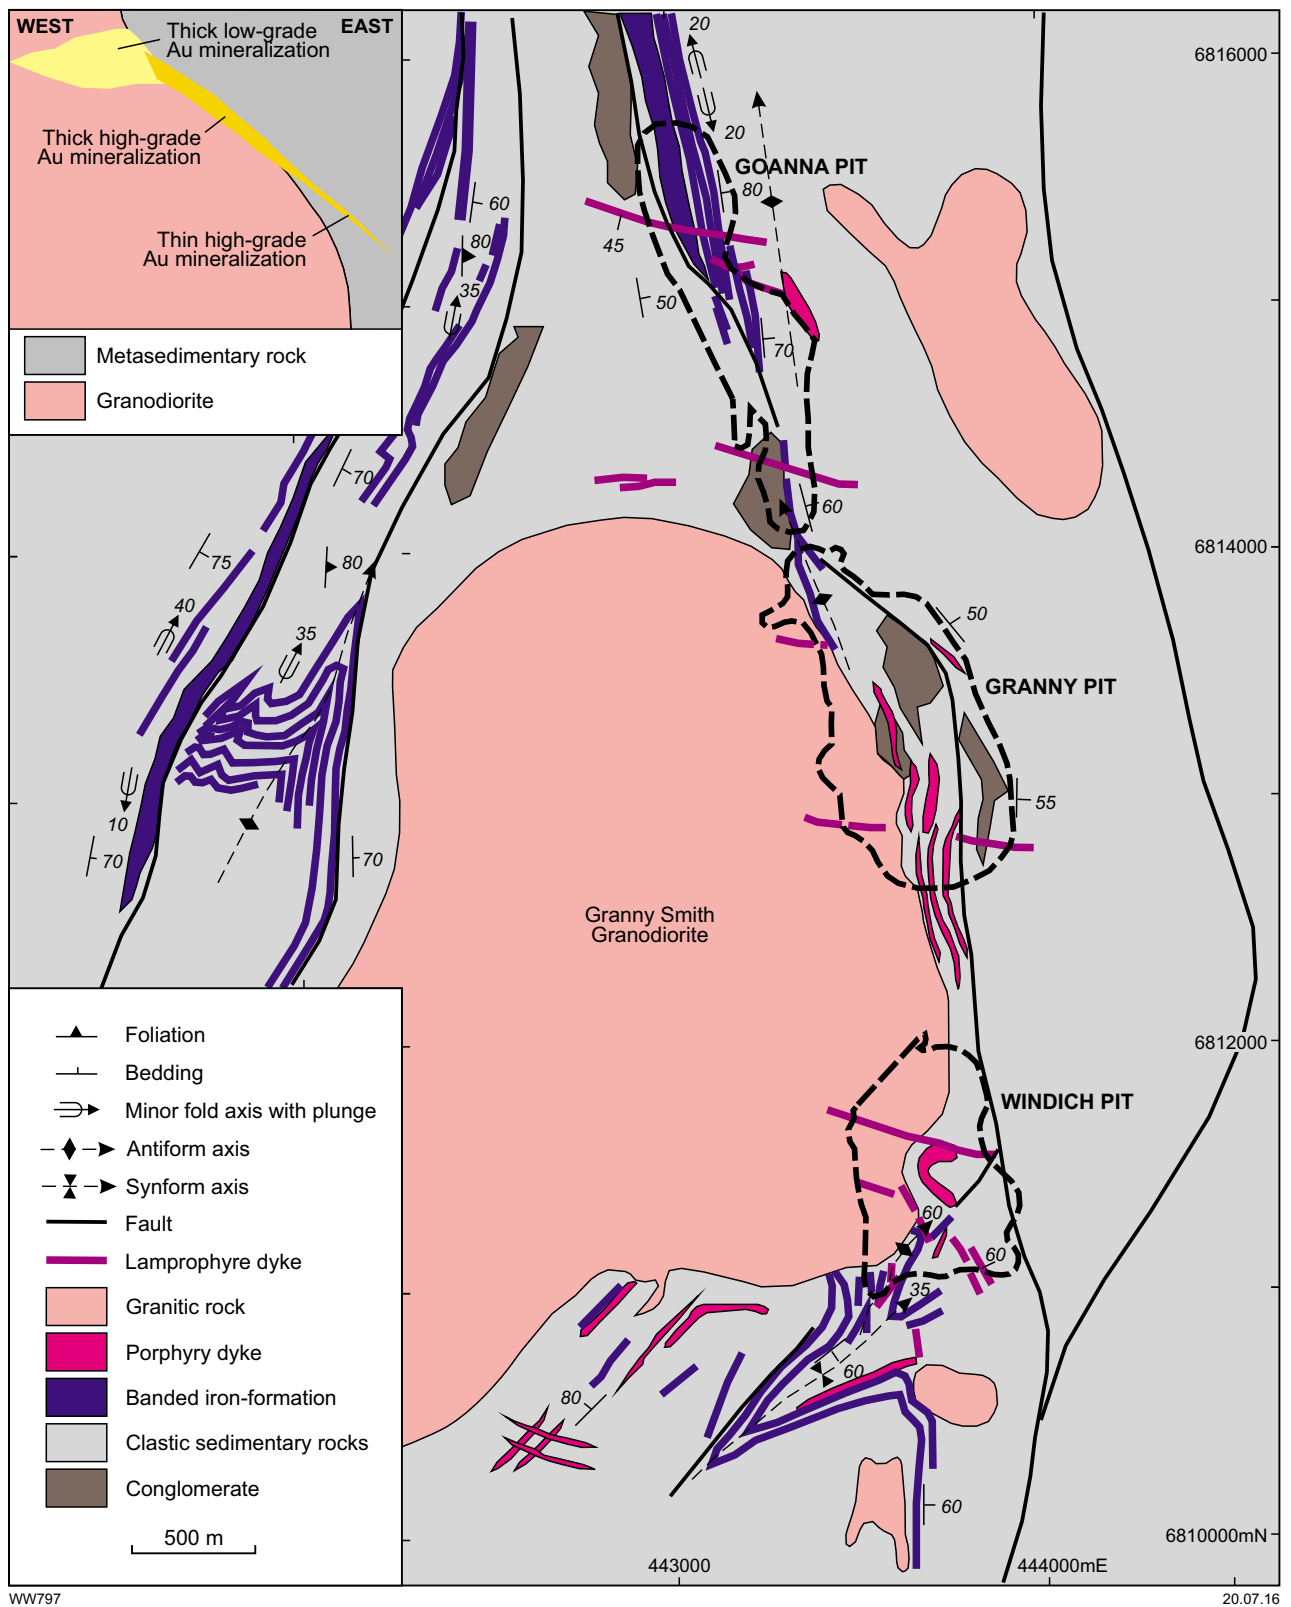 WEST
EAST
Thick low-grade
Au mineralization
Thick high-grade
Au mineralization
Thin high-grade
Au mineralization
Metasedimentary rock
Granodiorite
20
20
6816000
GOANNA PIT
80
60
80
45
35
50
70
70
60
75
80
6814000
40
50
35
GRANNY PIT
55
10
70
70
Granny Smith
Granodiorite
6812000
WINDICH PIT
60
60
35
60
80
60
6810000mN
443000
444000mE
Foliation
Bedding
Minor fold axis with plunge
Antiform axis
Synform axis
Fault
Lamprophyre dyke
Granitic rock
Porphyry dyke
Banded iron-formation
Clastic sedimentary rocks
Conglomerate
500 m
WW797
20.07.16